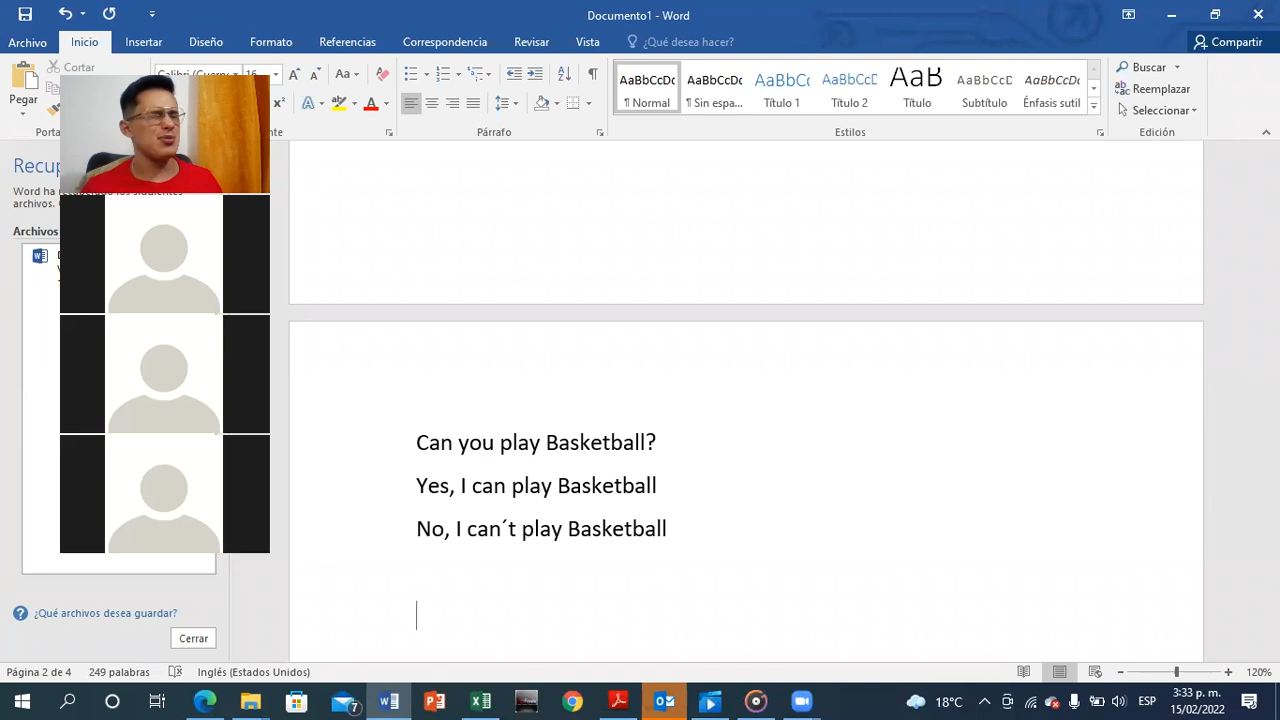 Documento1 - Word
Archivo Inicio Insertar Diseño Formato Referencias Correspondencia Revisar Vista ¿Qué desea hacer? Compartir
Cortar
Pegar
16
Aa
AaBbCcDc AaBbCcDc AaBbCc AaBbCcD AaB AaBbCcD AaBbCcDc
¶ Normal ¶ Sin espa... Título 1 Título 2 Título Subtítulo Énfasis sutil
Buscar
Reemplazar
Seleccionar
Párrafo Estilos Edición
Word ha
archivos.
Archivos
Can you play Basketball?
Yes, I can play Basketball
No, I can´t play Basketball
¿Qué archivos desea guardar?
Cerrar
Página 2 de 4 249 palabras Inglés (Estados Unidos) 120%
7
18°C ESP 3:33 p. m.
15/02/2022